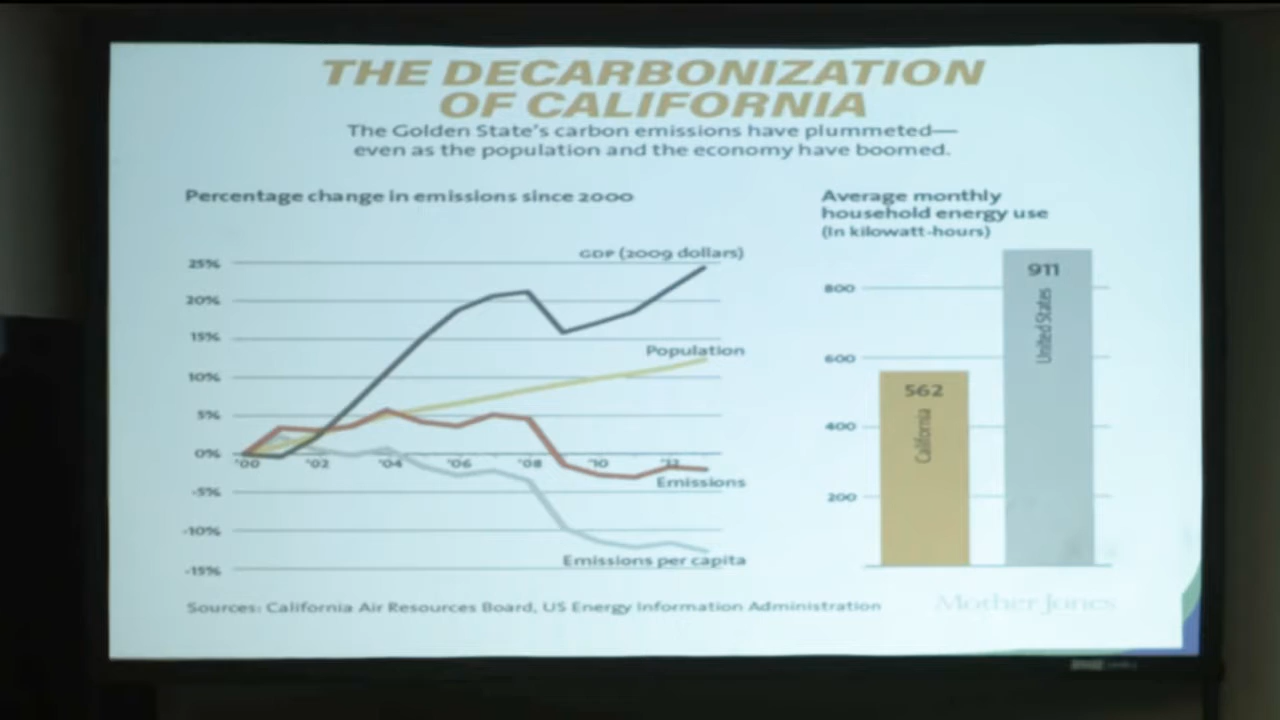 THE DECARBONIZATION
OF CALIFORNIA
The Golden State's carbon emissions have plummeted—
even as the population and the economy have boomed.
Percentage change in emissions since 2000
GDP (2009 dollars)
25%
20%
15%
Population
10%
5%
0%
'00 '02 '04 '06 '08 '10 '12
Emissions
-5%
-10%
Emissions per capita
-15%
Average monthly
household energy use
(In kilowatt-hours)
911
United States
800
600
562
California
400
200
Sources: California Air Resources Board, US Energy Information Administration
Mother Jones